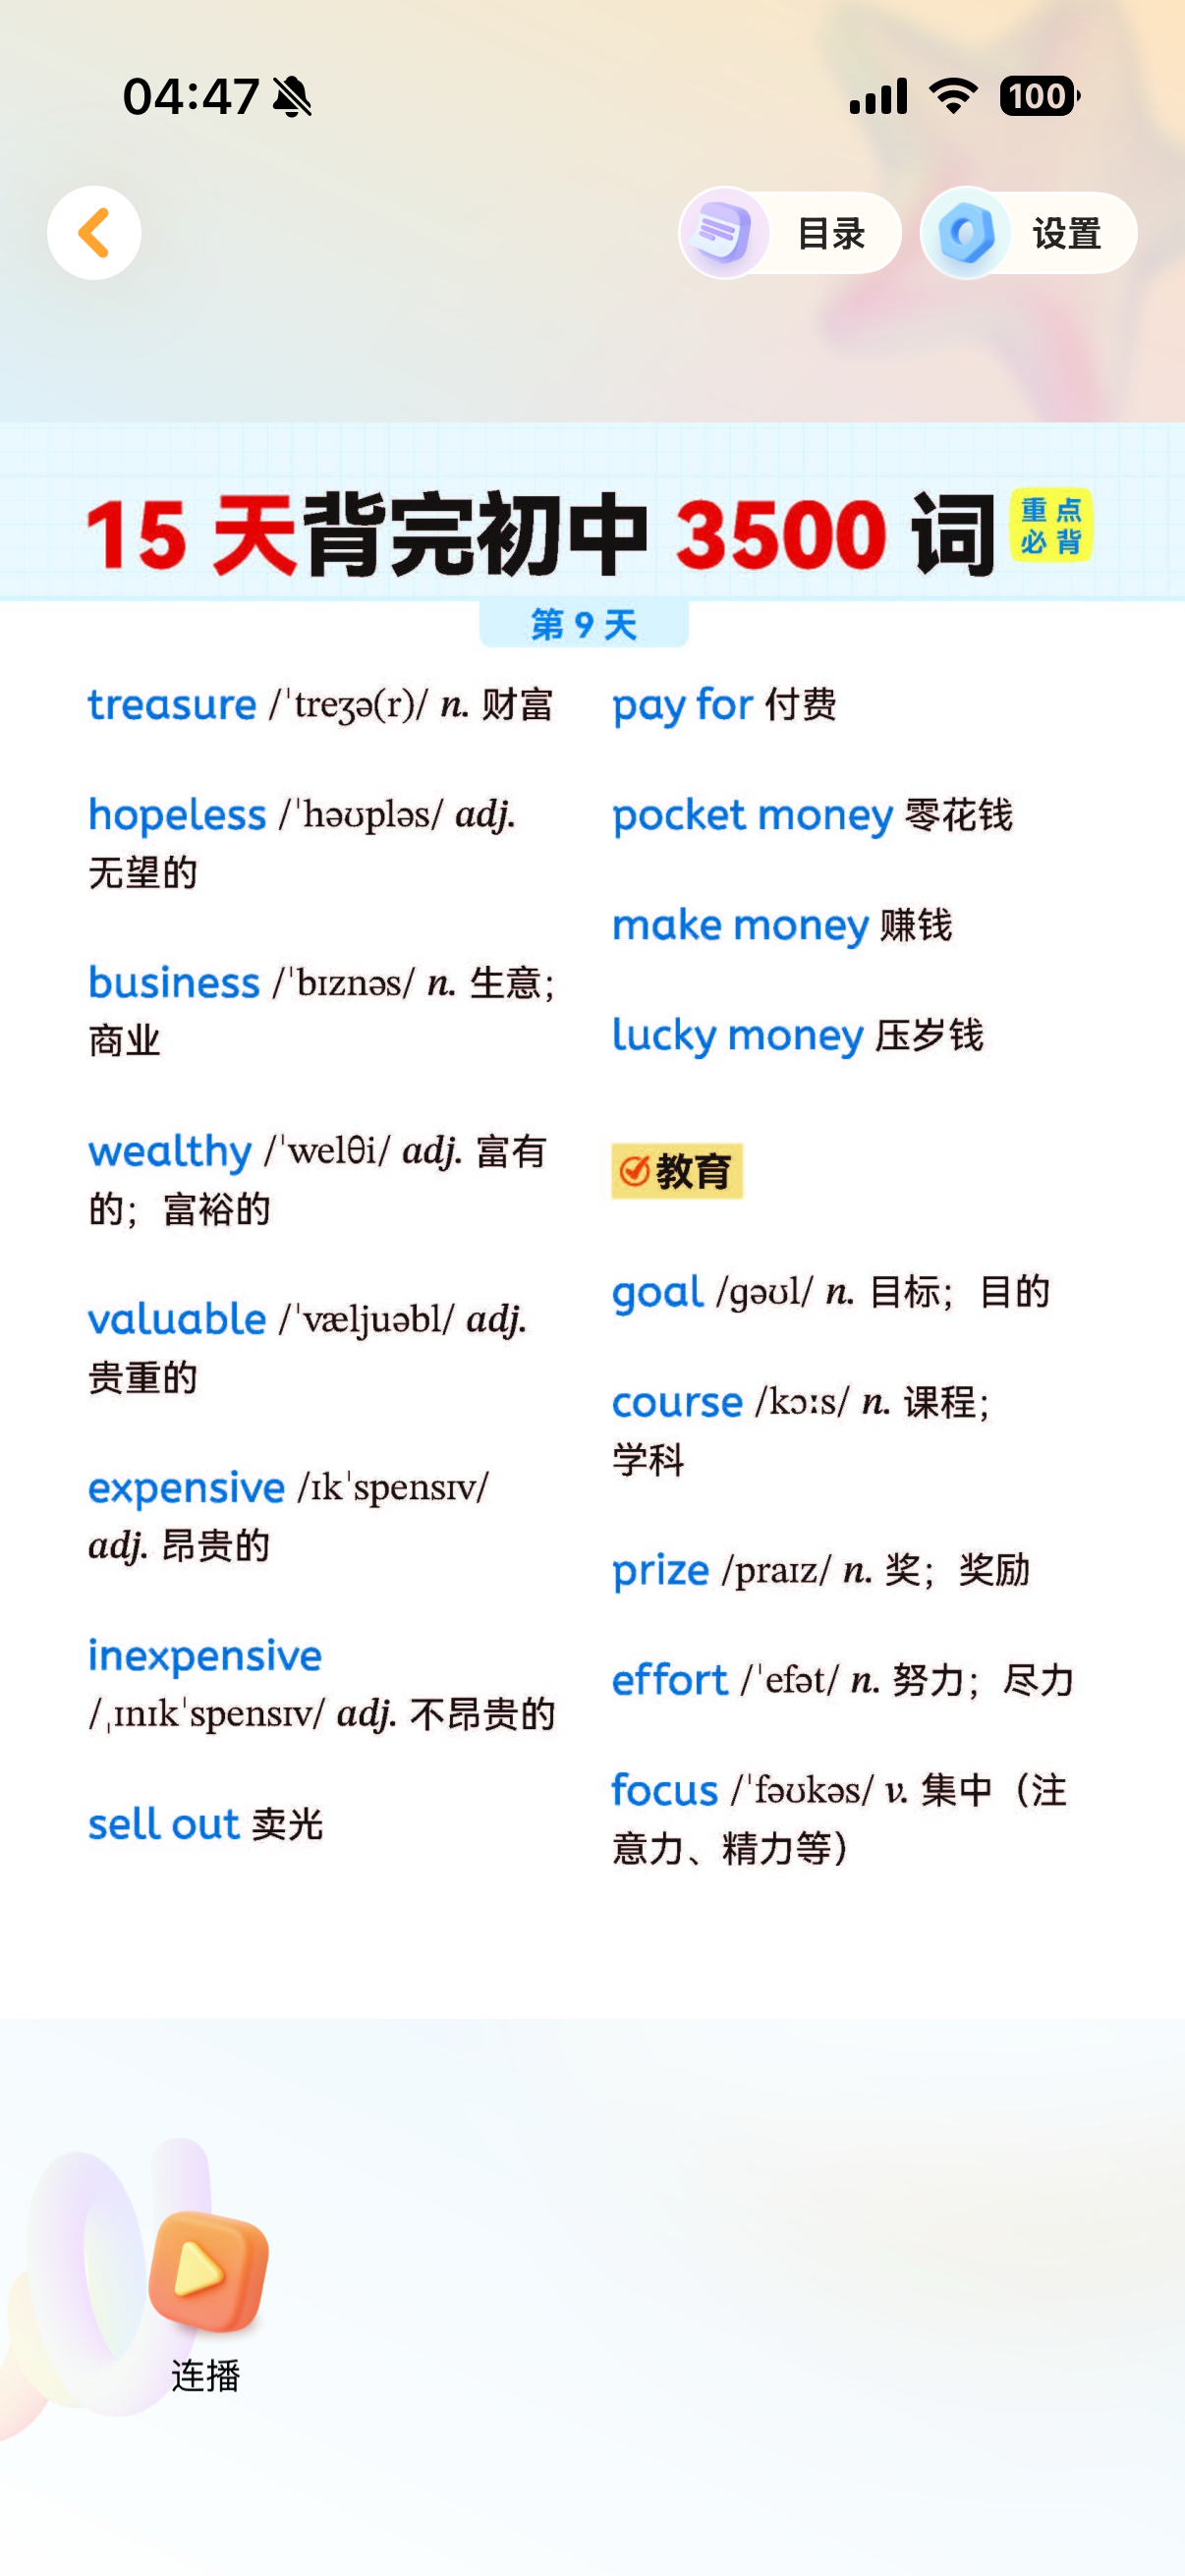 04:47
100
目录
设置
15 天背完初中 3500 词
重点
必背
第 9 天
treasure /ˈtreʒə(r)/ n. 财富
hopeless /ˈhəʊpləs/ adj.
无望的
business /ˈbɪznəs/ n. 生意；
商业
wealthy /ˈwelθi/ adj. 富有
的；富裕的
valuable /ˈvæljuəbl/ adj.
贵重的
expensive /ɪkˈspensɪv/
adj. 昂贵的
inexpensive
/ˌɪnɪkˈspensɪv/ adj. 不昂贵的
sell out 卖光
pay for 付费
pocket money 零花钱
make money 赚钱
lucky money 压岁钱
教育
goal /ɡəʊl/ n. 目标；目的
course /kɔːs/ n. 课程；
学科
prize /praɪz/ n. 奖；奖励
effort /ˈefət/ n. 努力；尽力
focus /ˈfəʊkəs/ v. 集中（注
意力、精力等）
连播